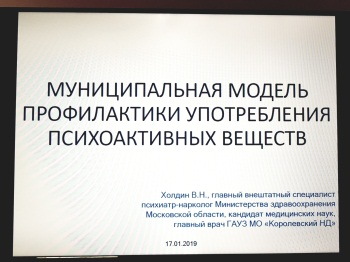 МУНИЦИПАЛЬНАЯ МОДЕЛЬ
ПРОФИЛАКТИКИ УПОТРЕБЛЕНИЯ
ПСИХОАКТИВНЫХ ВЕЩЕСТВ
Холдин В.Н., главный внештатный специалист
психиатр-нарколог Министерства здравоохранения
Московской области, кандидат медицинских наук,
главный врач ГАУЗ МО «Королевский НД»
17.01.2019